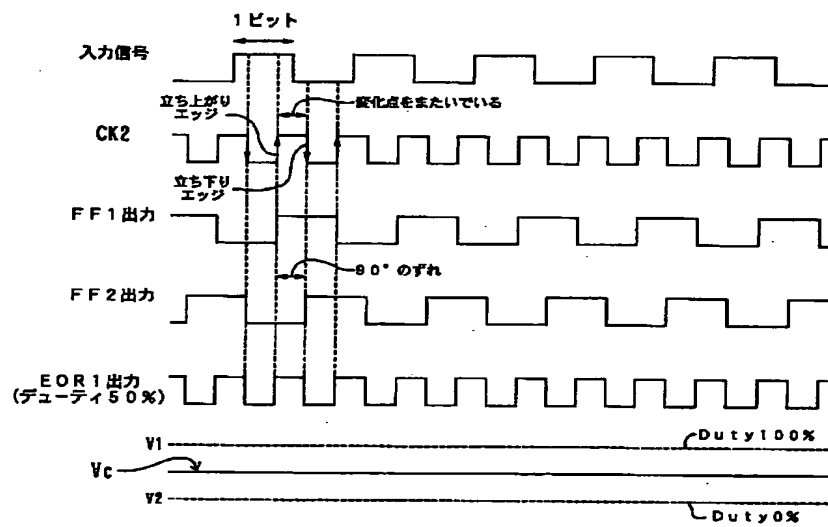 1ビット
入力信号
立ち上がり
エッジ
変化点をまたいでいる
CK2
立ち下り
エッジ
FF1出力
90°のずれ
FF2出力
EOR1出力
(デューティ50%)
V1
Duty100%
Vc
V2
Duty0%